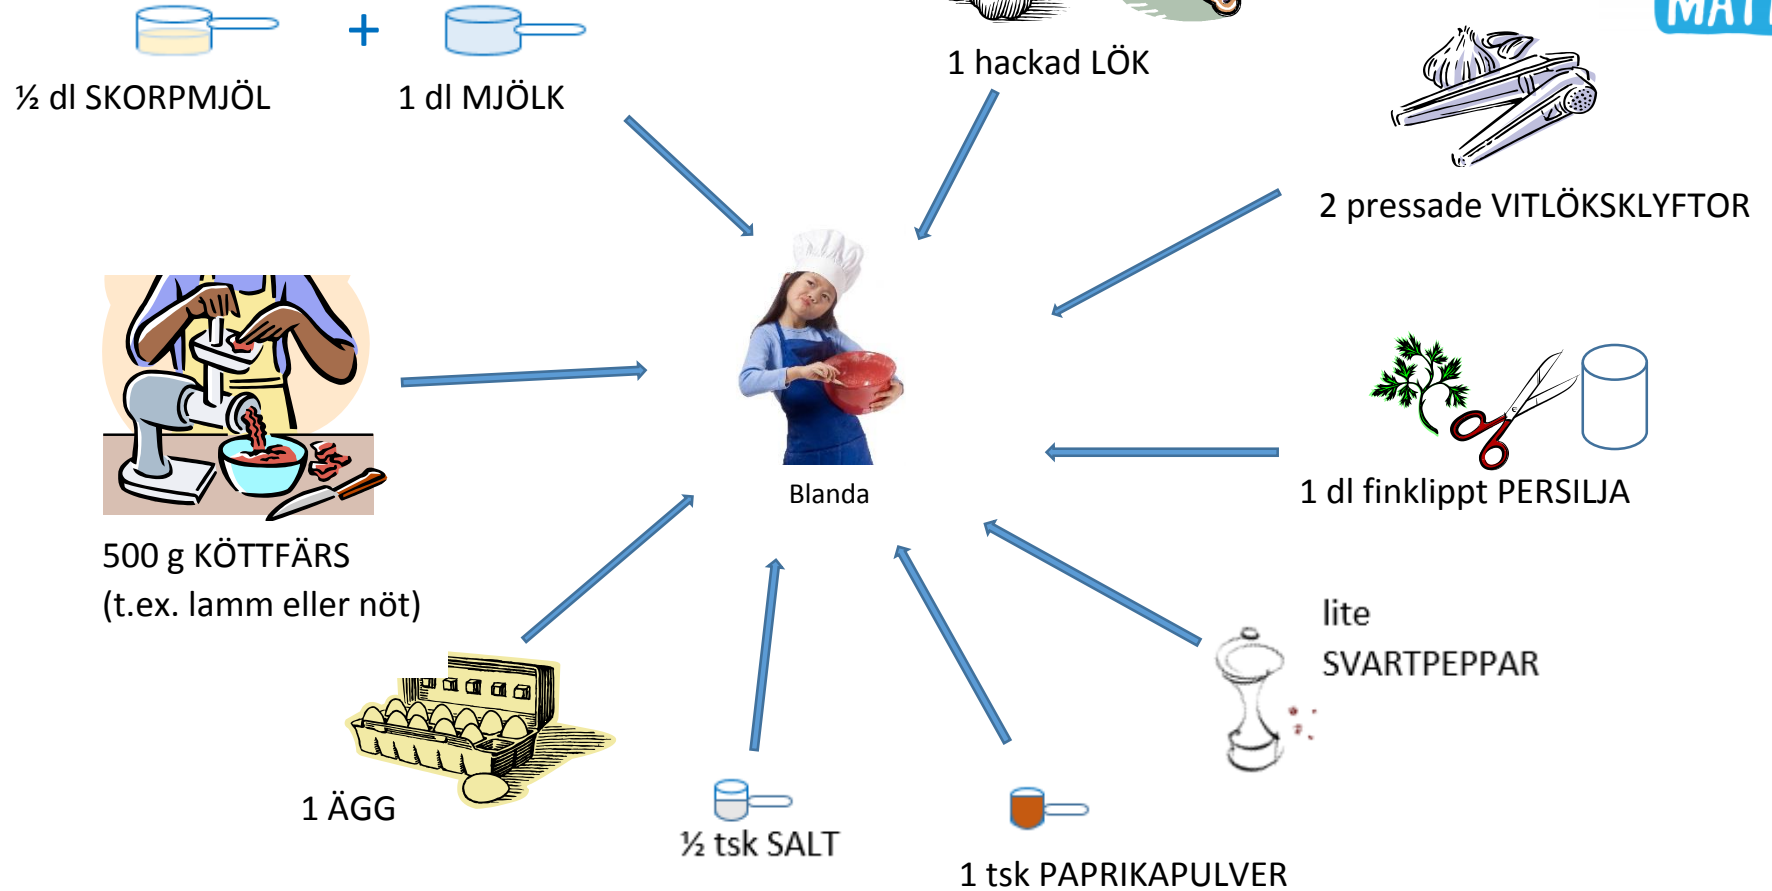 ½ dl SKORPMJÖL
+
1 dl MJÖLK
1 hackad LÖK
2 pressade VITLÖKSKLYFTOR
1 dl finklippt PERSILJA
Blanda
500 g KÖTTFÄRS
(t.ex. lamm eller nöt)
lite
SVARTPEPPAR
1 ÄGG
½ tsk SALT
1 tsk PAPRIKAPULVER